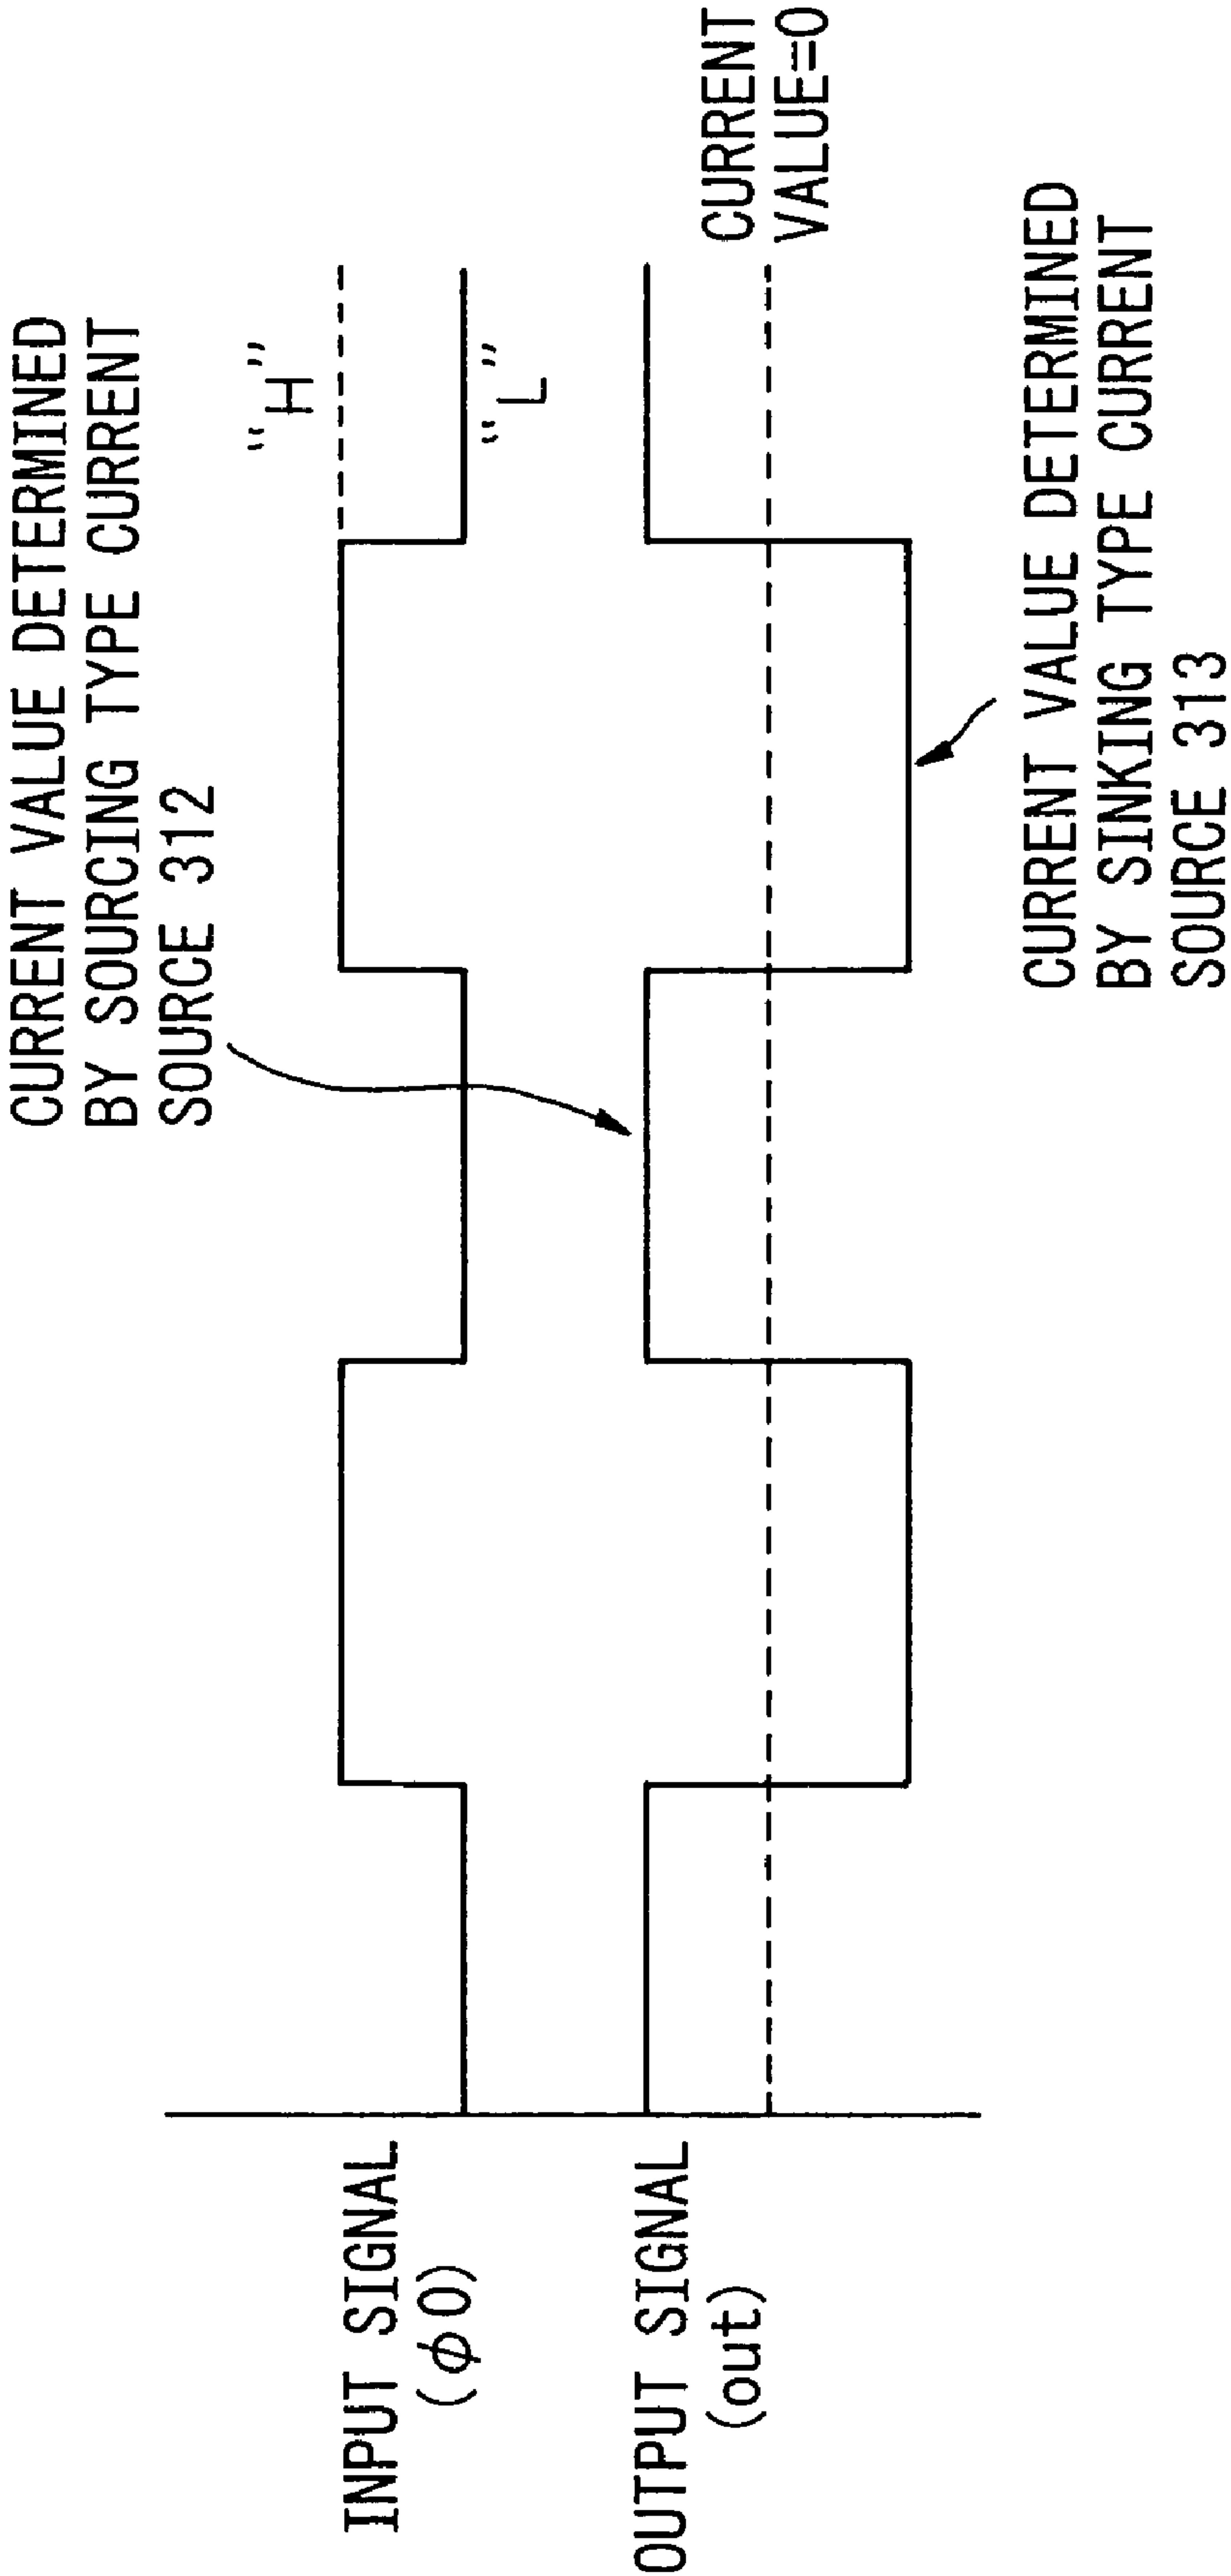 CURRENT VALUE DETERMINED
BY SOURCING TYPE CURRENT
SOURCE 312
INPUT SIGNAL
(φ0)
"H"
"L"
OUTPUT SIGNAL
(out)
CURRENT
VALUE=0
CURRENT VALUE DETERMINED
BY SINKING TYPE CURRENT
SOURCE 313